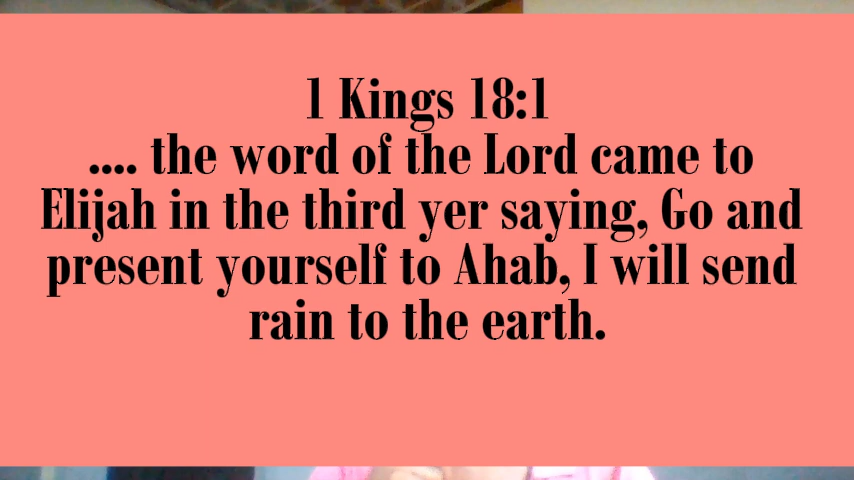 1 Kings 18:1
.... the word of the Lord came to
Elijah in the third yer saying, Go and
present yourself to Ahab, I will send
rain to the earth.